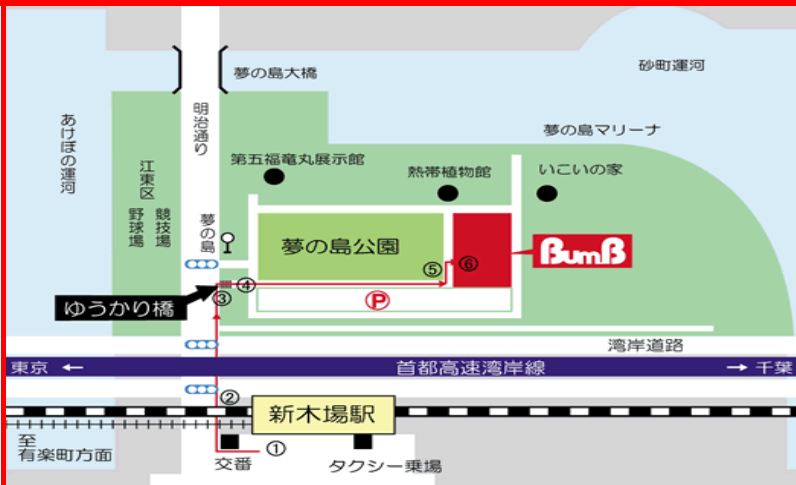 夢の島大橋
砂町運河
あけぼの運河
明治通り
夢の島マリーナ
江東区
野球場
競技場
第五福竜丸展示館
熱帯植物館
いこいの家
夢の島
夢の島公園
BumB
⑤
⑥
④
③
P
ゆうかり橋
湾岸道路
東京 ←
首都高速湾岸線
→ 千葉
②
新木場駅
①
至
有楽町方面
交番
タクシー乗場